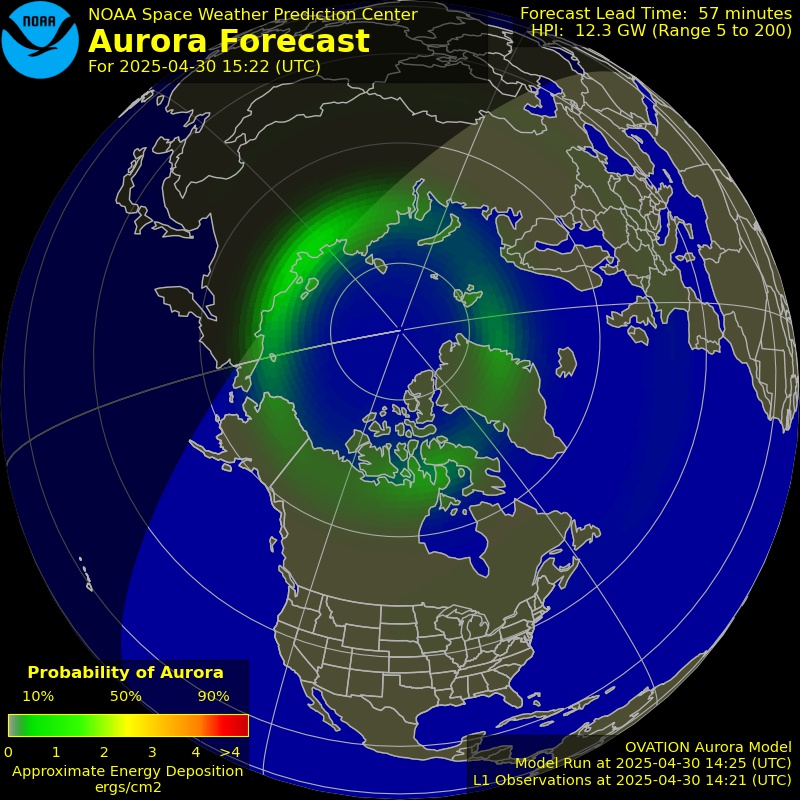 NOAA
NOAA Space Weather Prediction Center
Aurora Forecast
For 2025-04-30 15:22 (UTC)
Forecast Lead Time: 57 minutes
HPI: 12.3 GW (Range 5 to 200)
Probability of Aurora
10% 50% 90%
0 1 2 3 4 >4
Approximate Energy Deposition
ergs/cm2
OVATION Aurora Model
Model Run at 2025-04-30 14:25 (UTC)
L1 Observations at 2025-04-30 14:21 (UTC)